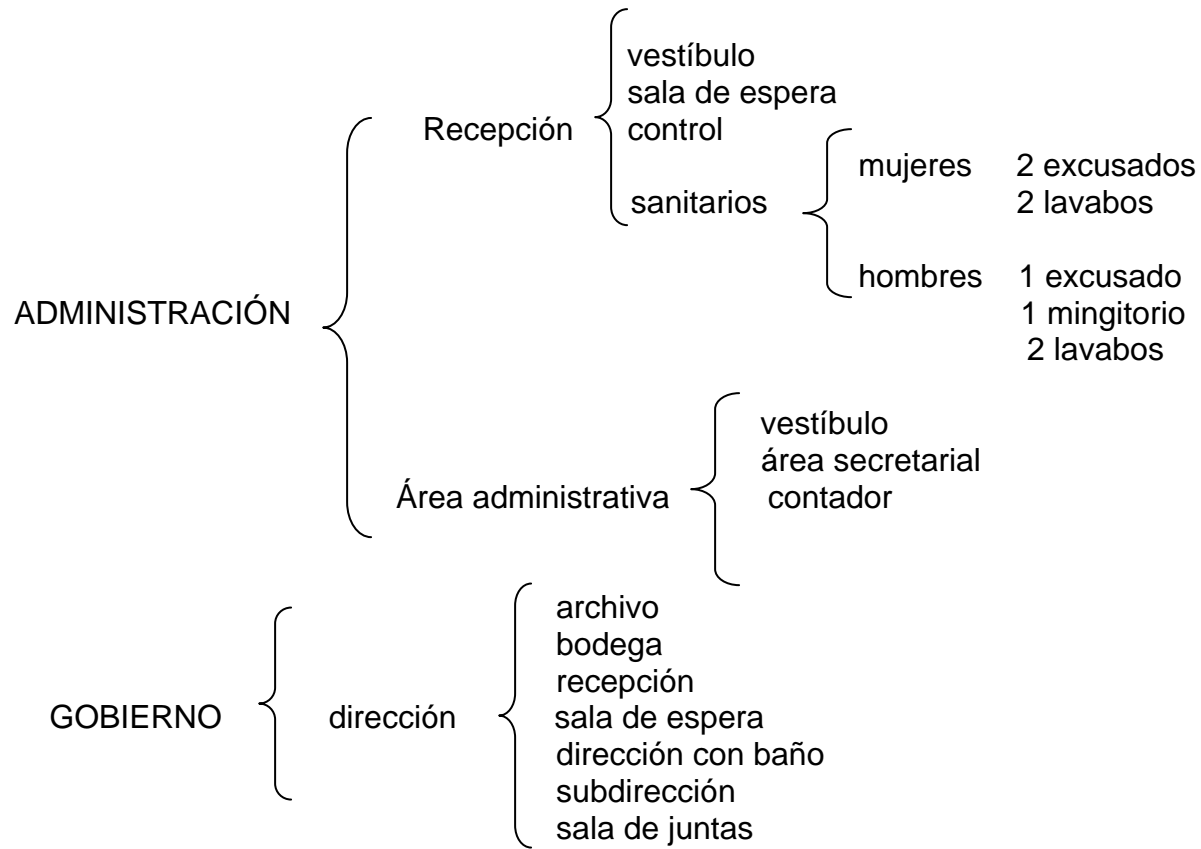 vestíbulo
sala de espera
Recepción control
mujeres 2 excusados
sanitarios 2 lavabos
hombres 1 excusado
ADMINISTRACIÓN 1 mingitorio
2 lavabos
vestíbulo
área secretarial
Área administrativa contador
archivo
bodega
recepción
GOBIERNO dirección sala de espera
dirección con baño
subdirección
sala de juntas